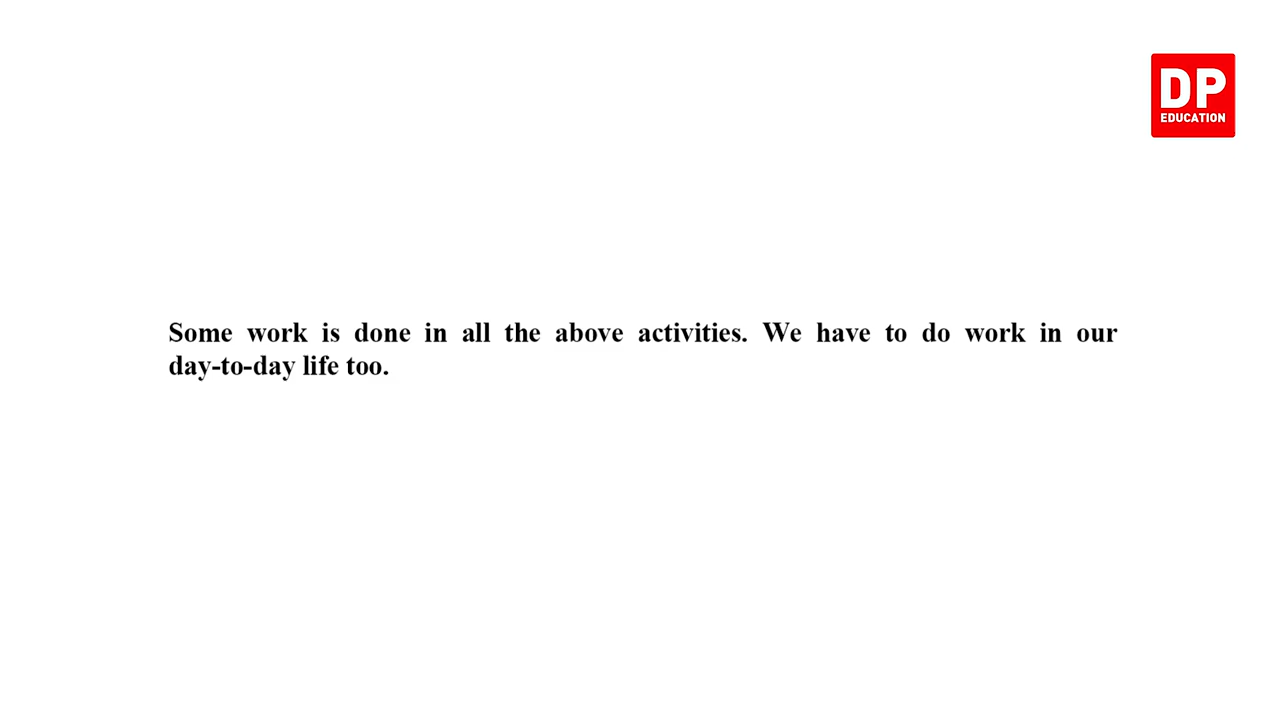 DP
EDUCATION
Some work is done in all the above activities. We have to do work in our
day-to-day life too.